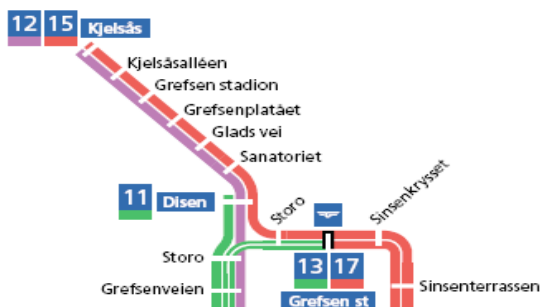 12 15 Kjelsås
Kjelsåsalléen
Grefsen stadion
Grefsenplatået
Glads vei
Sanatoriet
11 Disen
Storo
Sinsenkrysset
Storo
13 17
Grefsenveien
Sinsenterrassen
Grefsen st